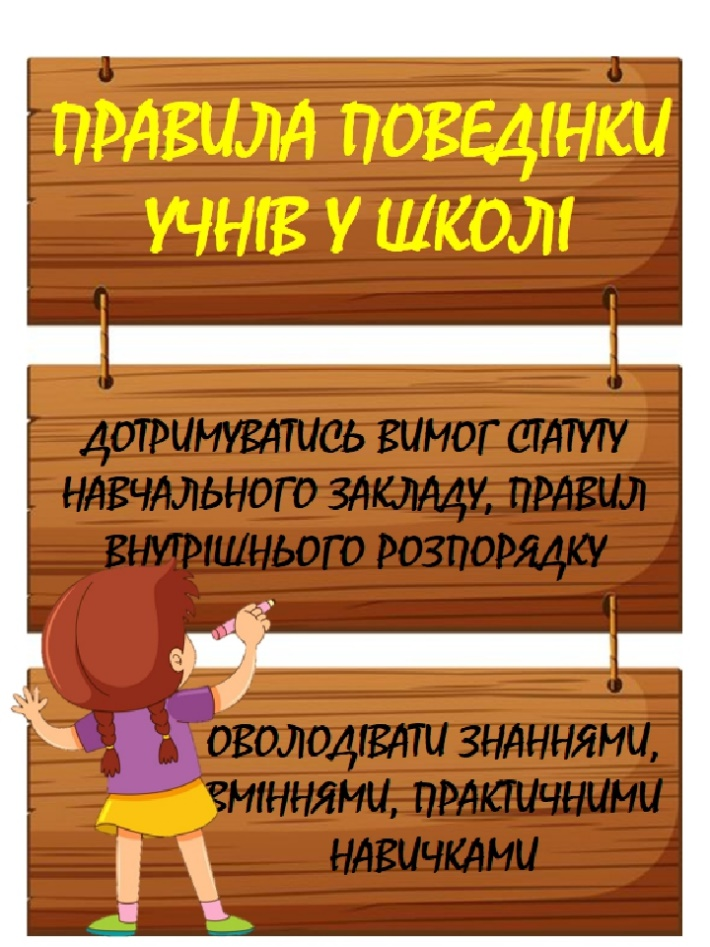 ПРАВИЛА ПОВЕДІНКИ
УЧНІВ У ШКОЛІ
ДОТРИМУВАТИСЬ ВИМОГ СТАТУТУ
НАВЧАЛЬНОГО ЗАКЛАДУ, ПРАВИЛ
ВНУТРІШНЬОГО РОЗПОРЯДКУ
ОВОЛОДІВАТИ ЗНАННЯМИ,
ВМІННЯМИ, ПРАКТИЧНИМИ
НАВИЧКАМИ